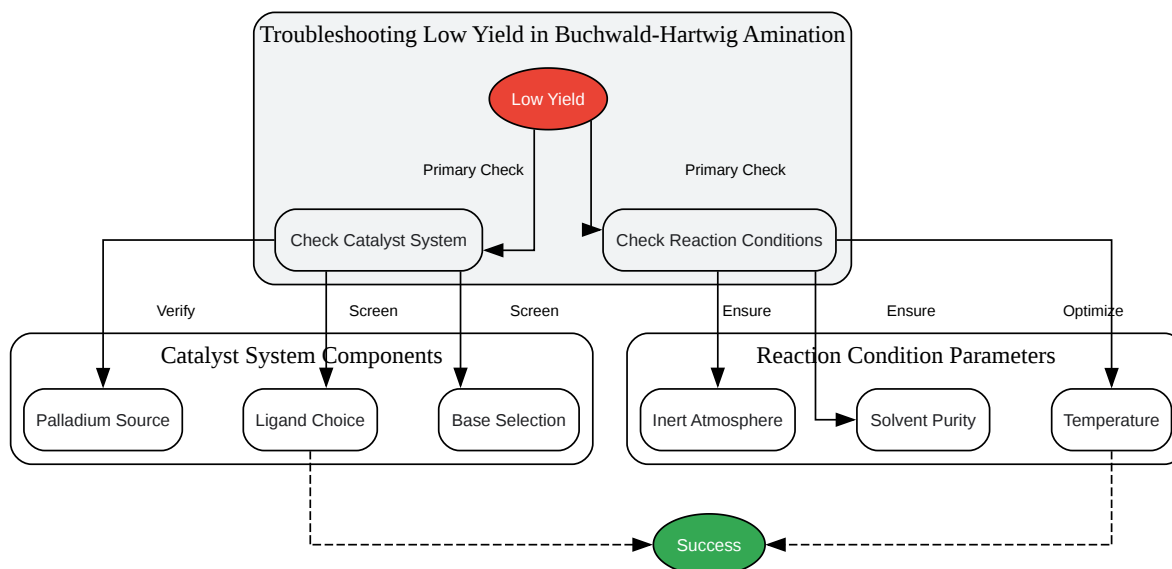 Troubleshooting Low Yield in Buchwald-Hartwig Amination
Low Yield
Primary Check
Primary Check
Check Catalyst System
Check Reaction Conditions
Verify
Screen
Screen
Ensure
Ensure
Optimize
Catalyst System Components
Reaction Condition Parameters
Palladium Source
Ligand Choice
Base Selection
Inert Atmosphere
Solvent Purity
Temperature
Success